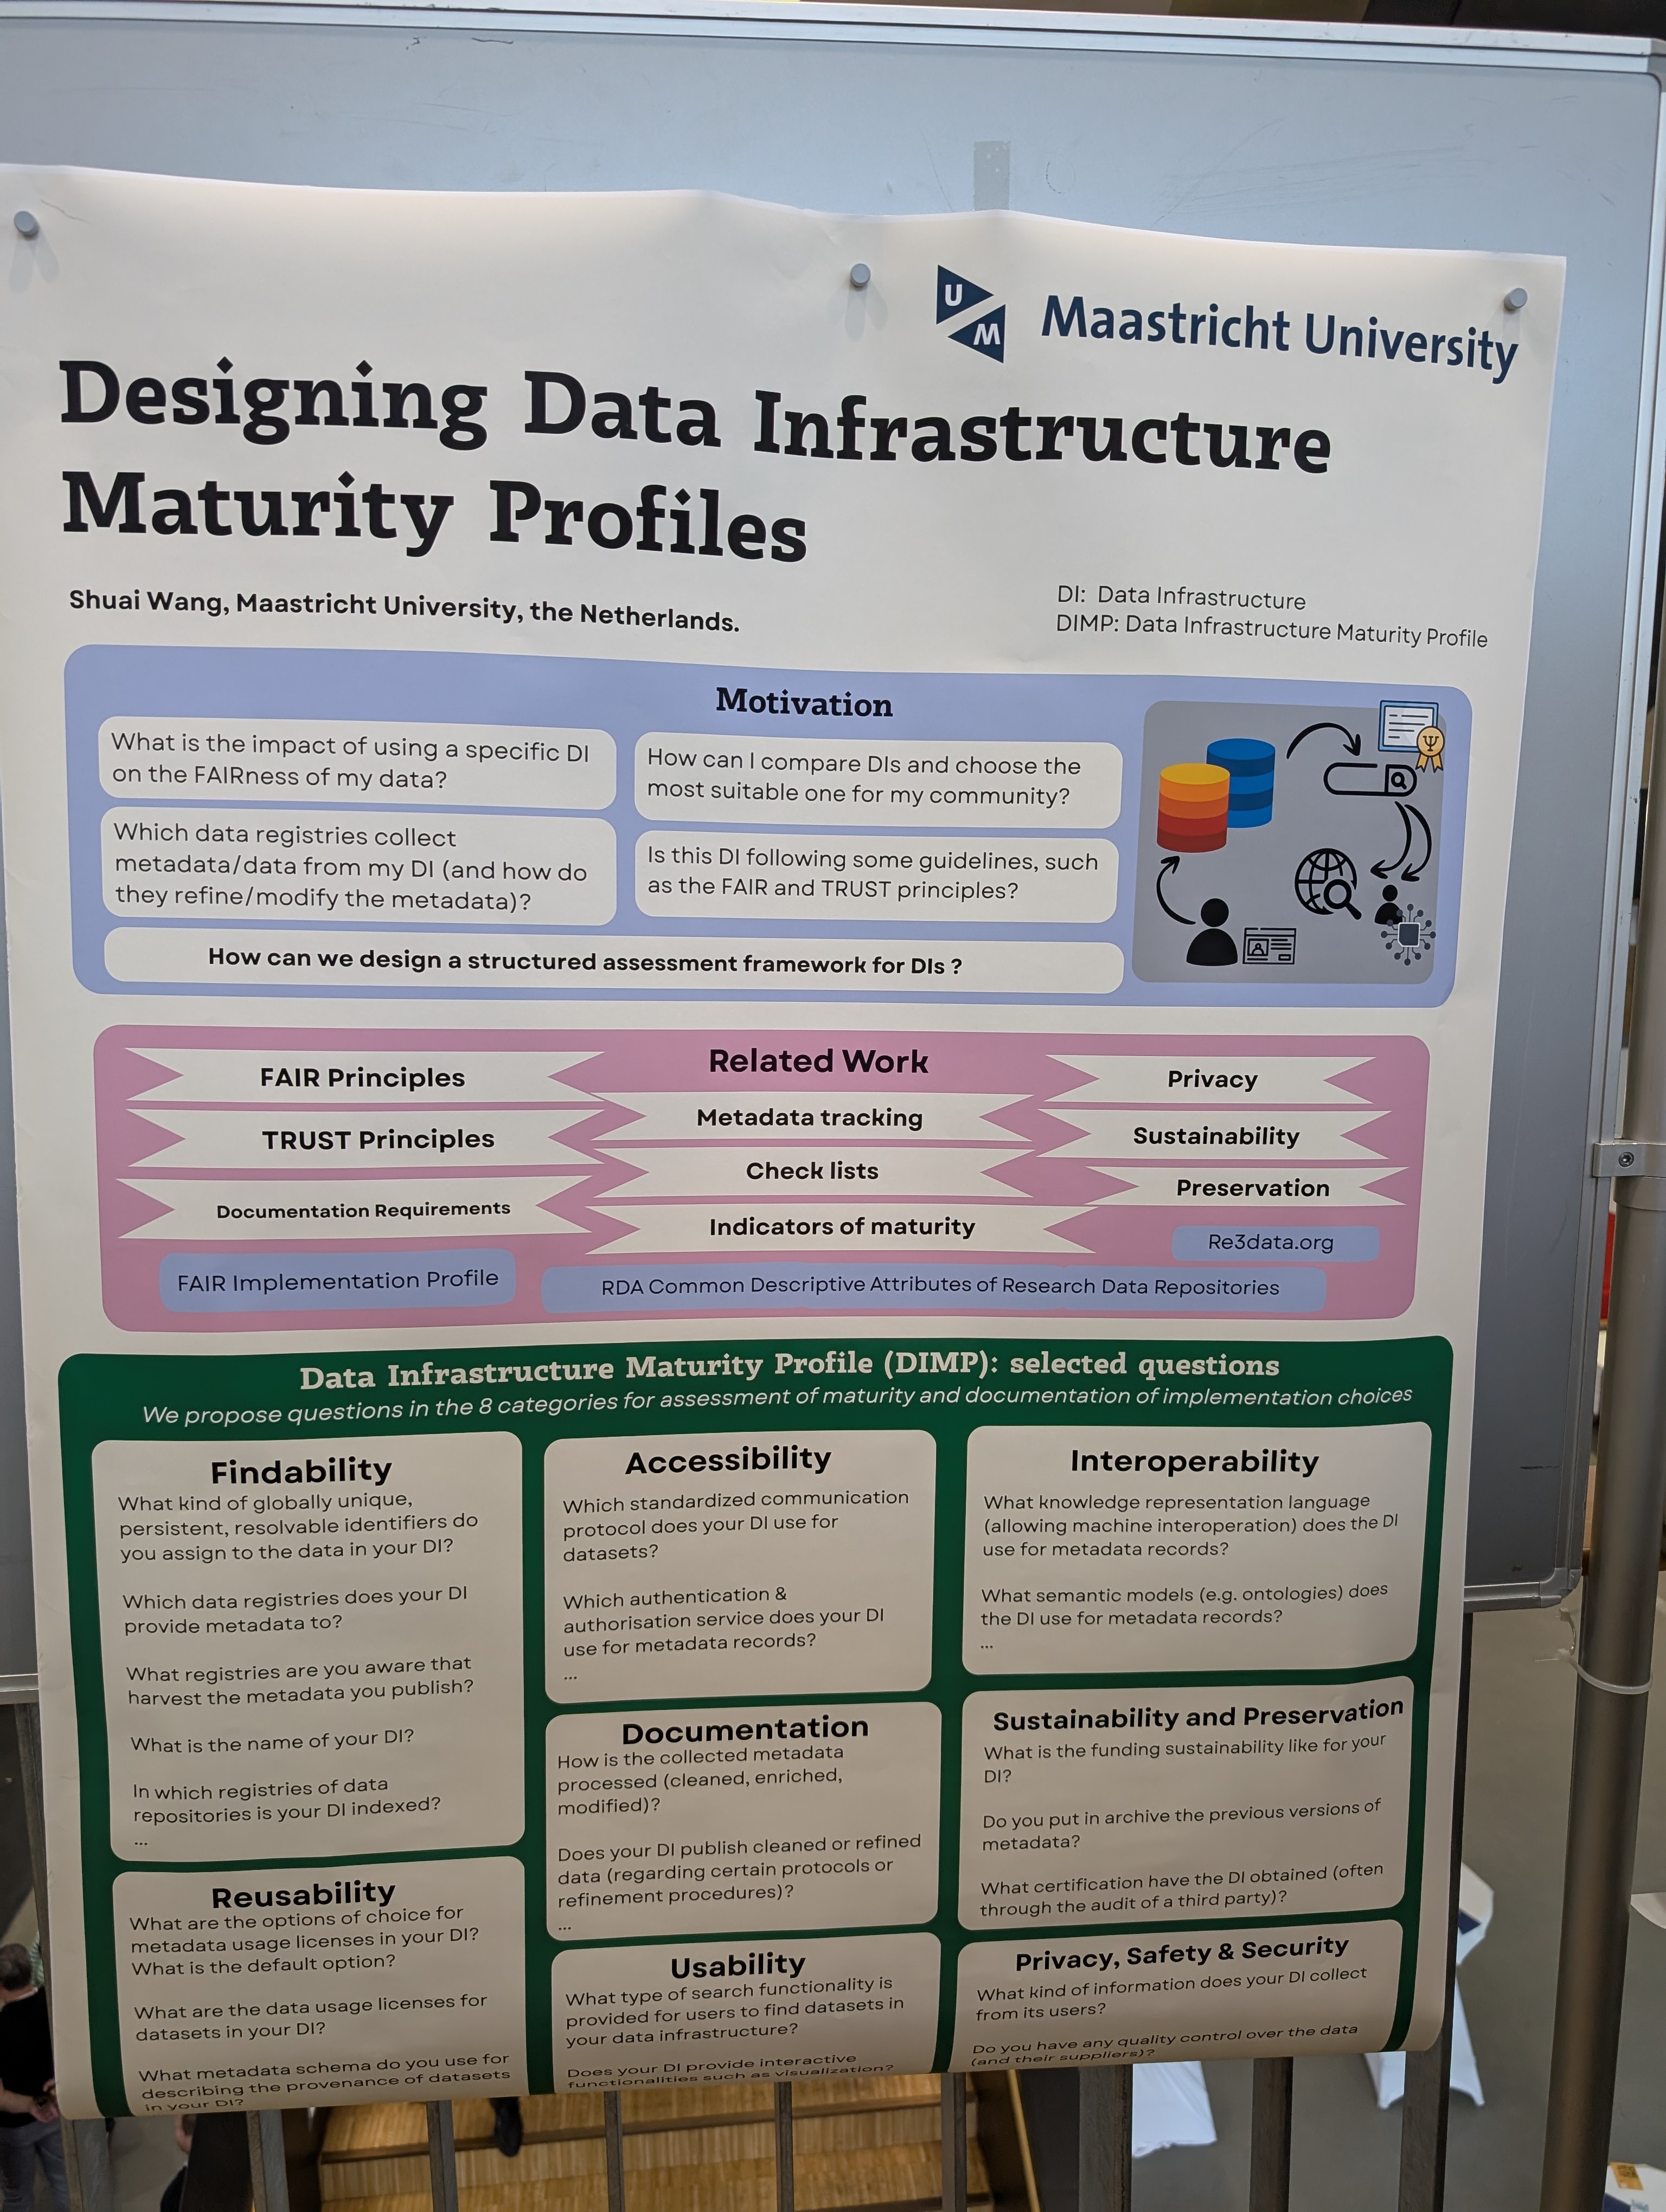 U
M
Maastricht University
Designing Data Infrastructure
Maturity Profiles
Shuai Wang, Maastricht University, the Netherlands.
DI: Data Infrastructure
DIMP: Data Infrastructure Maturity Profile
Motivation
What is the impact of using a specific DI
on the FAIRness of my data?
How can I compare DIs and choose the
most suitable one for my community?
Which data registries collect
metadata/data from my DI (and how do
they refine/modify the metadata)?
Is this DI following some guidelines, such
as the FAIR and TRUST principles?
How can we design a structured assessment framework for DIs ?
Related Work
FAIR Principles
TRUST Principles
Documentation Requirements
Metadata tracking
Check lists
Indicators of maturity
Privacy
Sustainability
Preservation
Re3data.org
FAIR Implementation Profile
RDA Common Descriptive Attributes of Research Data Repositories
Data Infrastructure Maturity Profile (DIMP): selected questions
We propose questions in the 8 categories for assessment of maturity and documentation of implementation choices
Findability
What kind of globally unique,
persistent, resolvable identifiers do
you assign to the data in your DI?
Which data registries does your DI
provide metadata to?
What registries are you aware that
harvest the metadata you publish?
What is the name of your DI?
In which registries of data
repositories is your DI indexed?
...
Reusability
What are the options of choice for
metadata usage licenses in your DI?
What is the default option?
What are the data usage licenses for
datasets in your DI?
What metadata schema do you use for
describing the provenance of datasets
in your DI?
Accessibility
Which standardized communication
protocol does your DI use for
datasets?
Which authentication &
authorisation service does your DI
use for metadata records?
...
Documentation
How is the collected metadata
processed (cleaned, enriched,
modified)?
Does your DI publish cleaned or refined
data (regarding certain protocols or
refinement procedures)?
...
Usability
What type of search functionality is
provided for users to find datasets in
your data infrastructure?
Does your DI provide interactive
functionalities such as visualization?
Interoperability
What knowledge representation language
(allowing machine interoperation) does the DI
use for metadata records?
What semantic models (e.g. ontologies) does
the DI use for metadata records?
...
Sustainability and Preservation
What is the funding sustainability like for your
DI?
Do you put in archive the previous versions of
metadata?
What certification have the DI obtained (often
through the audit of a third party)?
Privacy, Safety & Security
What kind of information does your DI collect
from its users?
Do you have any quality control over the data
(and their suppliers)?